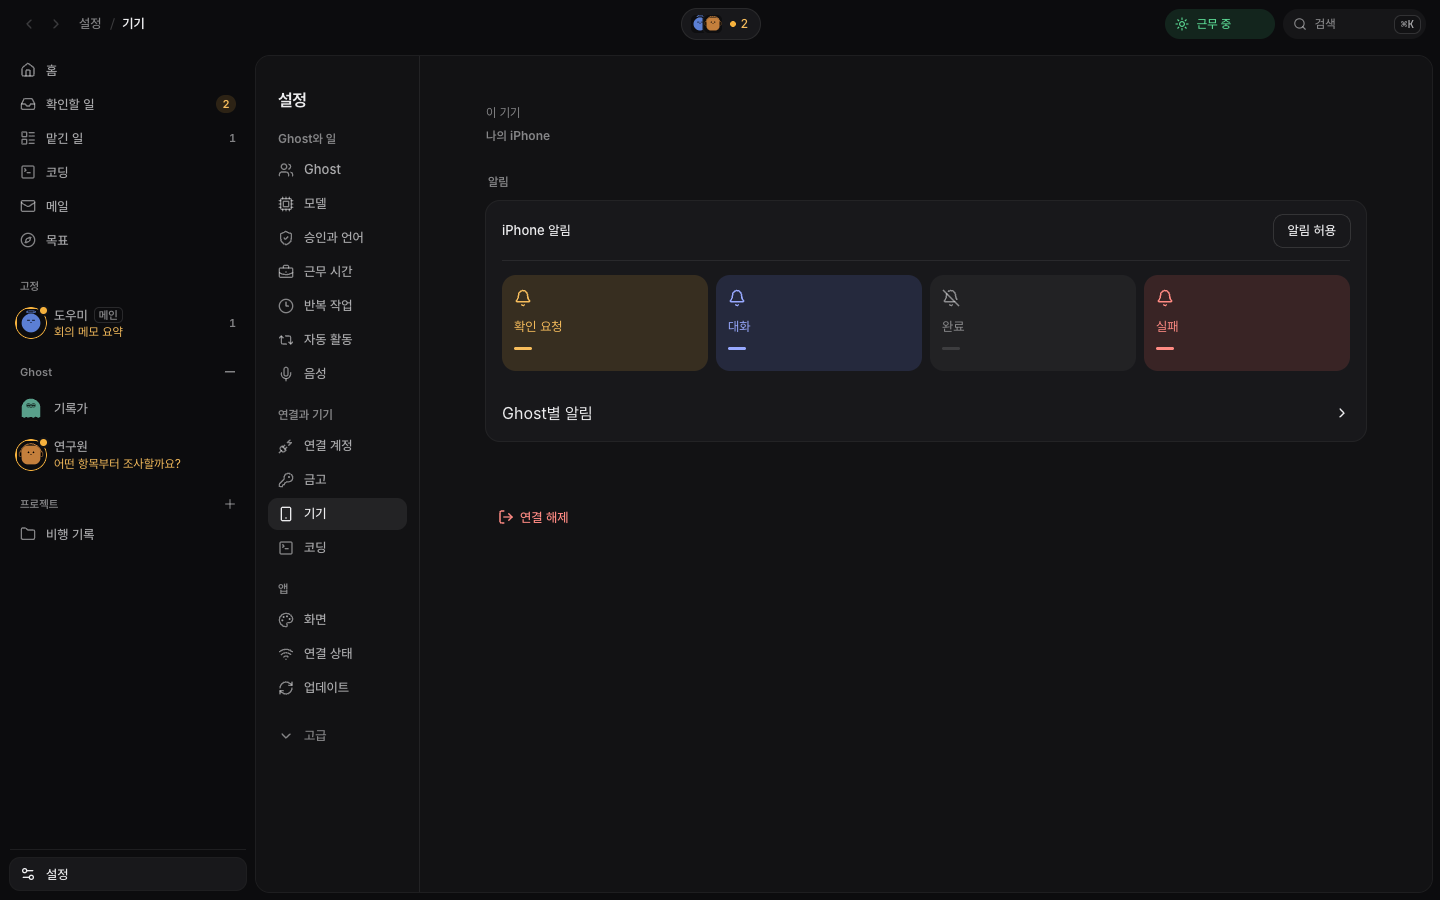 설정 / 기기
2
근무 중
검색
⌘K
홈
확인할 일
2
맡긴 일
1
코딩
메일
목표
고정
도우미
메인
회의 메모 요약
1
Ghost
기록가
연구원
어떤 항목부터 조사할까요?
프로젝트
비행 기록
설정
설정
Ghost와 일
Ghost
모델
승인과 언어
근무 시간
반복 작업
자동 활동
음성
연결과 기기
연결 계정
금고
기기
코딩
앱
화면
연결 상태
업데이트
고급
이 기기
나의 iPhone
알림
iPhone 알림
알림 허용
확인 요청
대화
완료
실패
Ghost별 알림
연결 해제